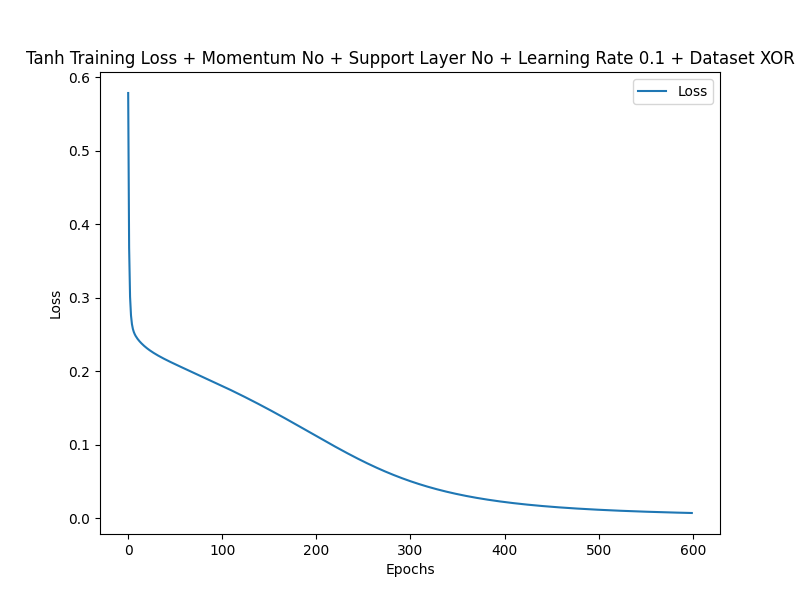 Tanh Training Loss + Momentum No + Support Layer No + Learning Rate 0.1 + Dataset XOR
Loss
0.6
0.5
0.4
0.3
0.2
0.1
0.0
Loss
0 100 200 300 400 500 600
Epochs